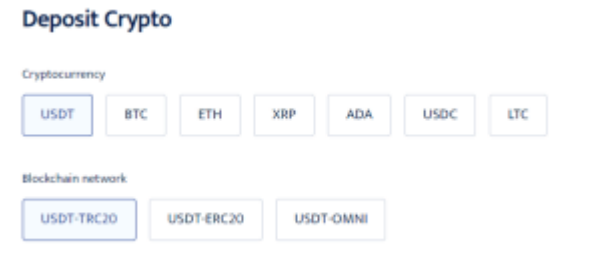 Deposit Crypto
Cryptocurrency
USDT BTC ETH XRP ADA USDC LTC
Blockchain network
USDT-TRC20 USDT-ERC20 USDT-OMNI